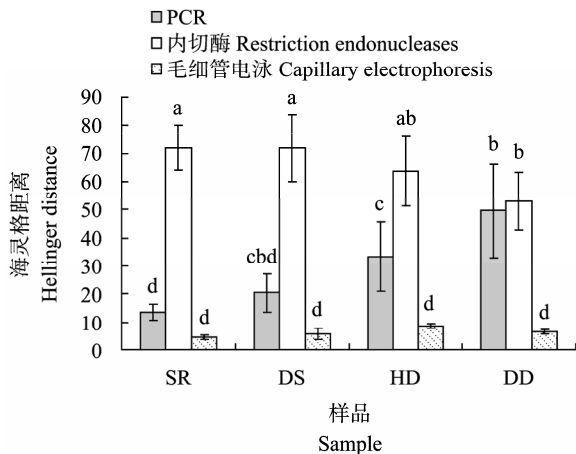 PCR
内切酶 Restriction endonucleases
毛细管电泳 Capillary electrophoresis
海灵格距离
Hellinger distance
90
80
70
60
50
40
30
20
10
0
d a d
cbd a d
c ab d
b b d
SR DS HD DD
样品
Sample